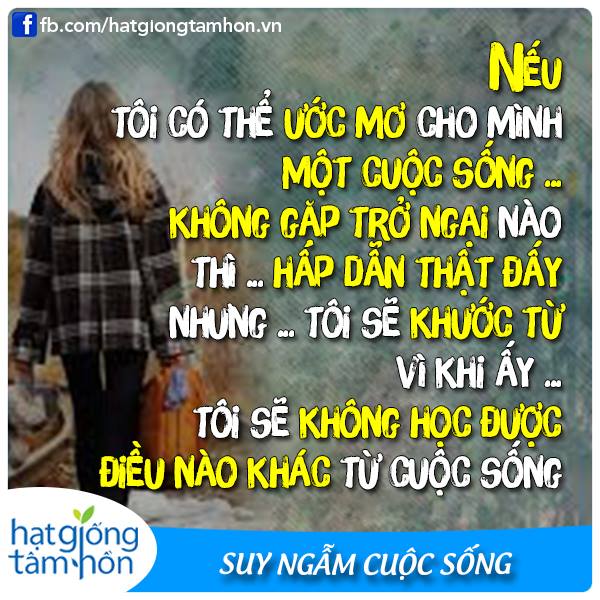 f fb.com/hatgiongtamhon.vn
NẾU
TÔI CÓ THỂ ƯỚC MƠ CHO MÌNH
MỘT CUỘC SỐNG ...
KHÔNG GẶP TRỞ NGẠI NÀO
THÌ ... HẤP DẪN THẬT ĐẤY
NHƯNG ... TÔI SẼ KHƯỚC TỪ
VÌ KHI ẤY ...
TÔI SẼ KHÔNG HỌC ĐƯỢC
ĐIỀU NÀO KHÁC TỪ CUỘC SỐNG
hạt giống
tâm hồn
SUY NGẪM CUỘC SỐNG